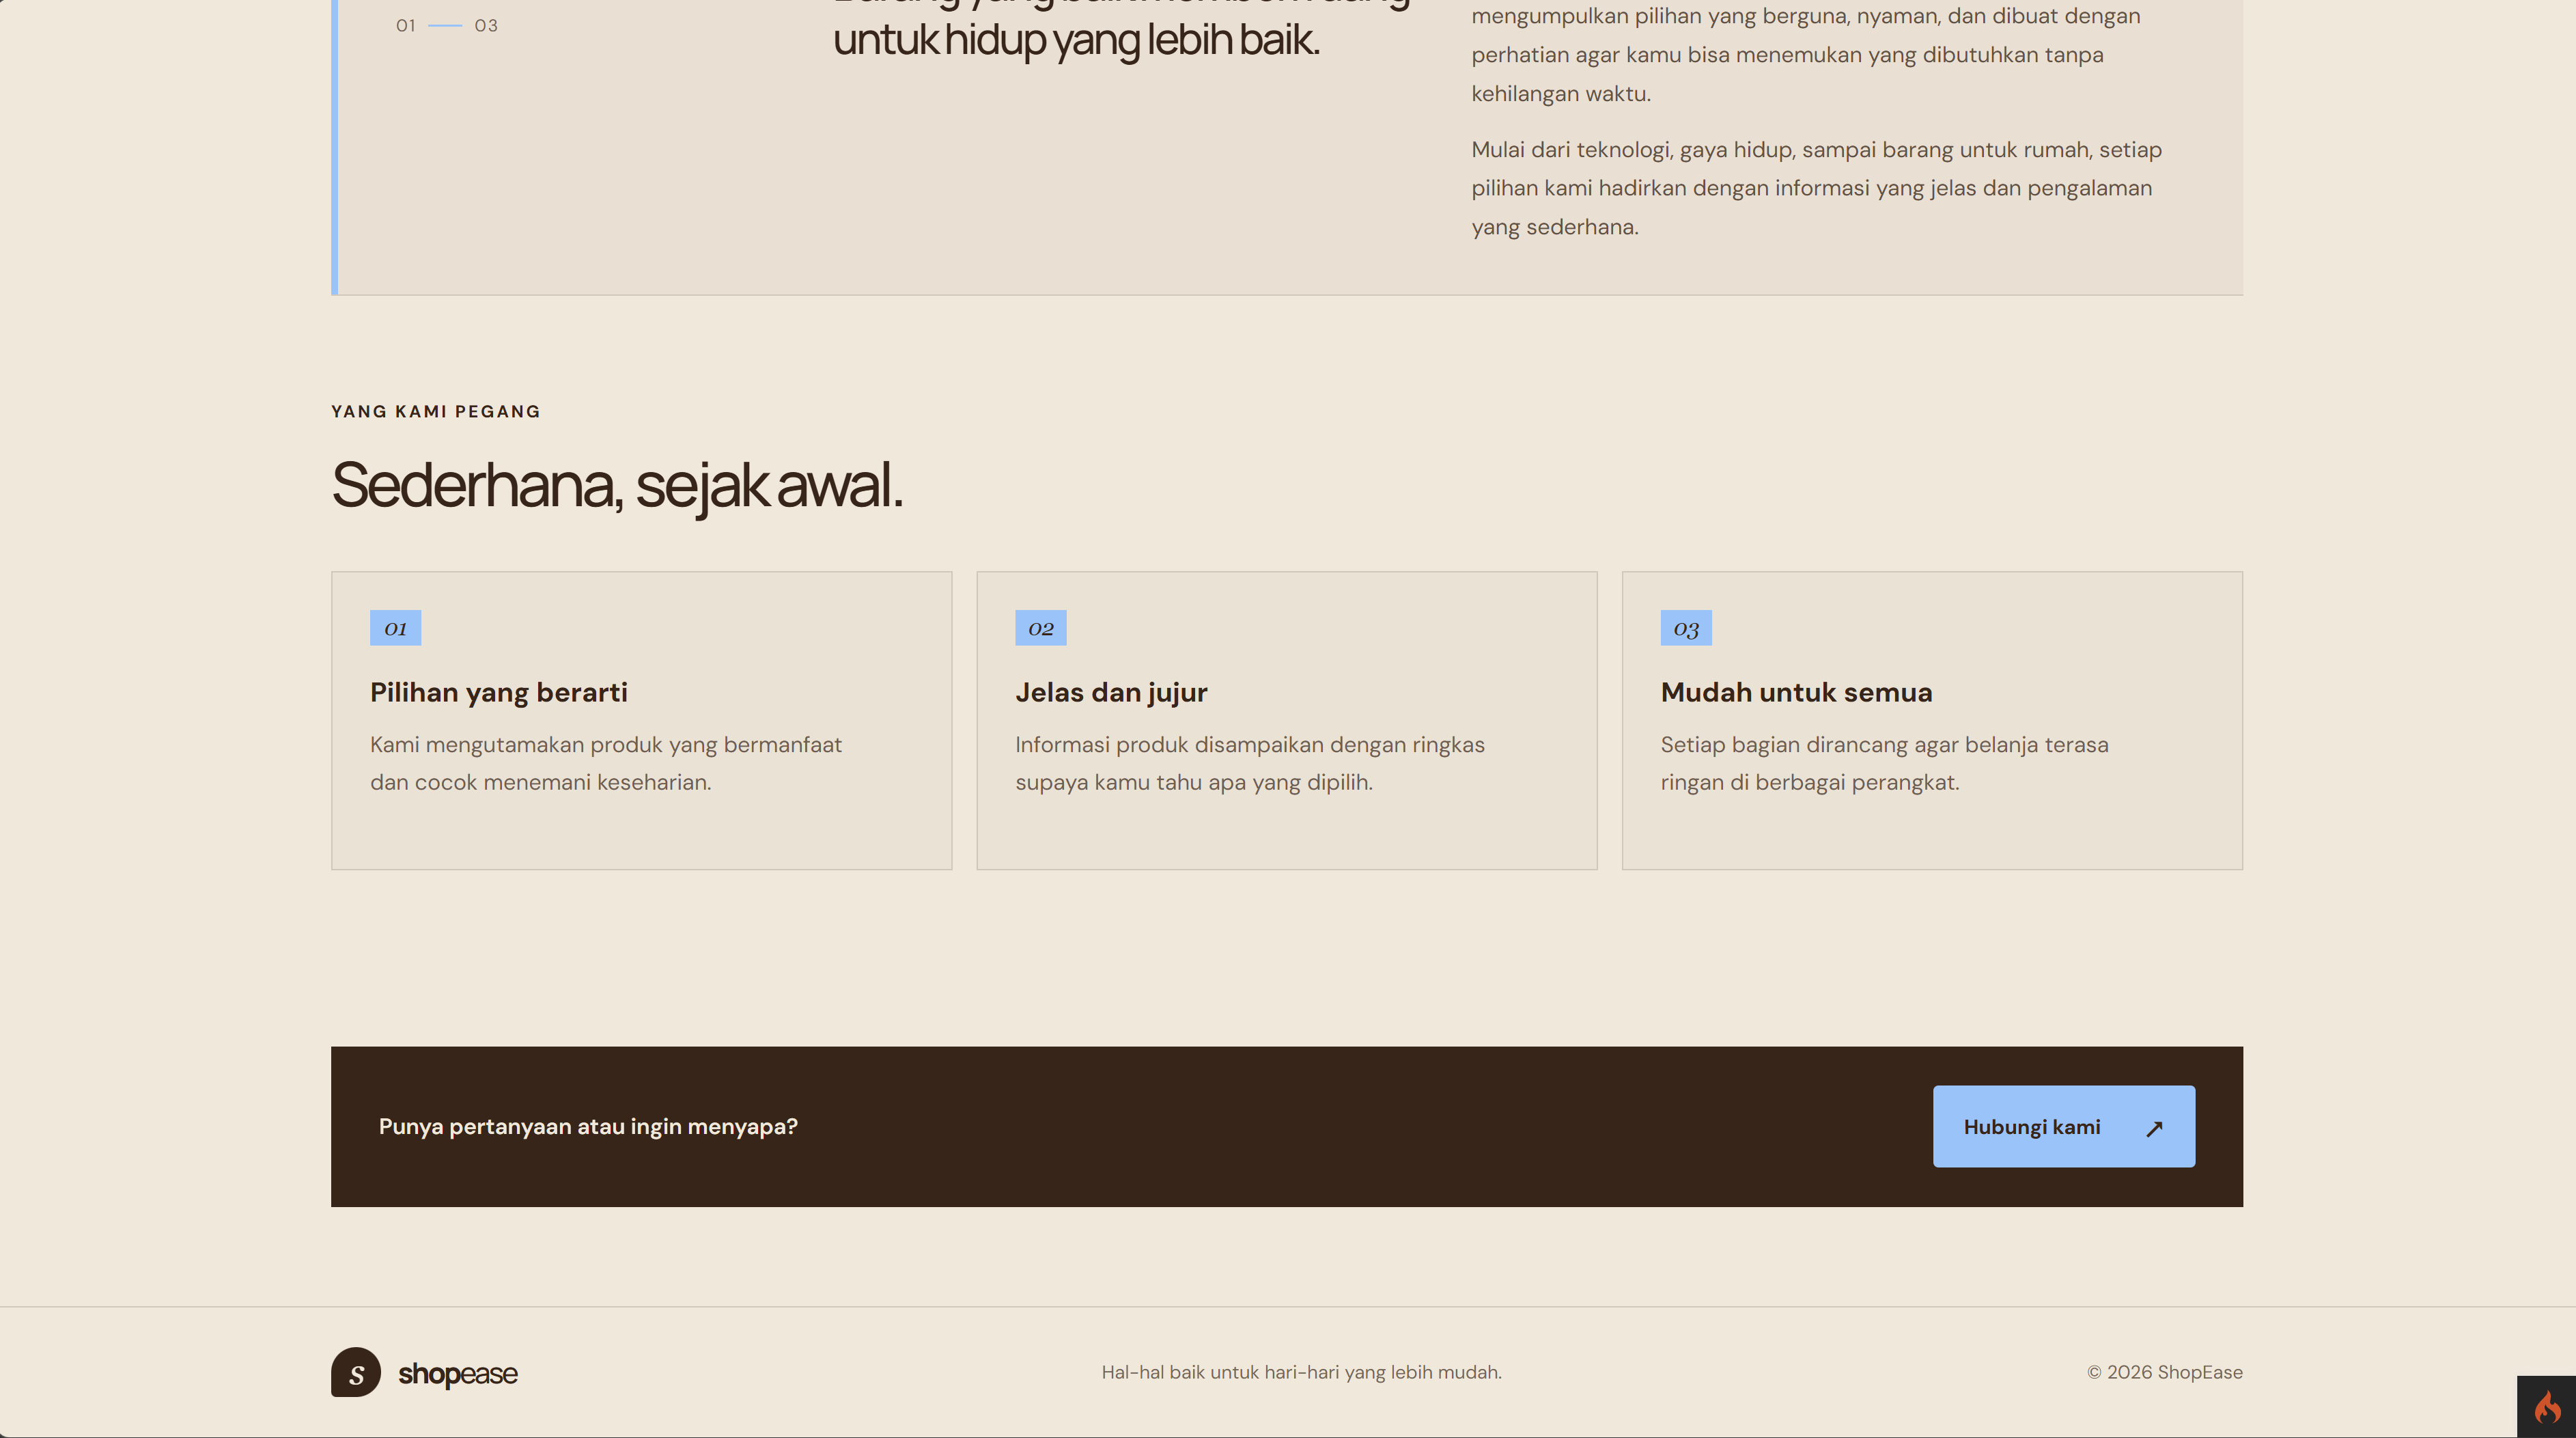 01 — 03
Barang yang baik memberi ruang
untuk hidup yang lebih baik.
mengumpulkan pilihan yang berguna, nyaman, dan dibuat dengan
perhatian agar kamu bisa menemukan yang dibutuhkan tanpa
kehilangan waktu.
Mulai dari teknologi, gaya hidup, sampai barang untuk rumah, setiap
pilihan kami hadirkan dengan informasi yang jelas dan pengalaman
yang sederhana.
YANG KAMI PEGANG
Sederhana, sejak awal.
01
Pilihan yang berarti
Kami mengutamakan produk yang bermanfaat
dan cocok menemani keseharian.
02
Jelas dan jujur
Informasi produk disampaikan dengan ringkas
supaya kamu tahu apa yang dipilih.
03
Mudah untuk semua
Setiap bagian dirancang agar belanja terasa
ringan di berbagai perangkat.
Punya pertanyaan atau ingin menyapa?
Hubungi kami ↗
s shopease
Hal-hal baik untuk hari-hari yang lebih mudah.
© 2026 ShopEase